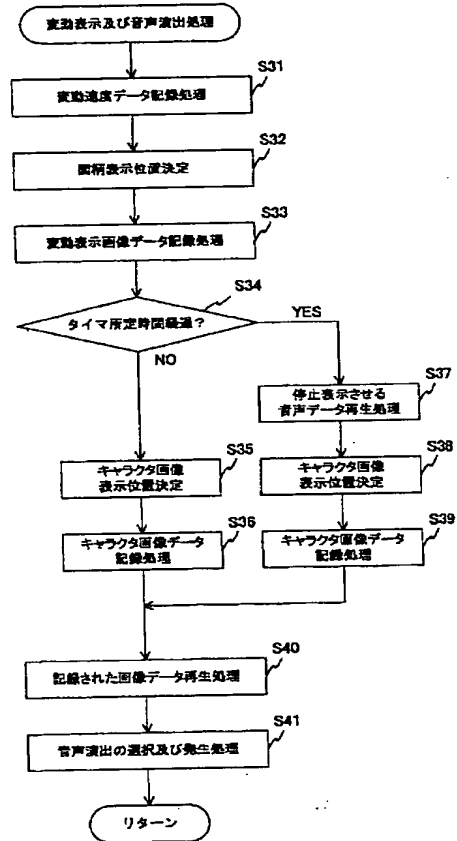 変動表示及び音声演出処理
S31
変動速度データ記録処理
S32
図柄表示位置決定
S33
変動表示画像データ記録処理
S34
タイマ所定時間経過?
YES
NO
S37
停止表示させる
音声データ再生処理
S35
キャラクタ画像
表示位置決定
S38
キャラクタ画像
表示位置決定
S36
キャラクタ画像データ
記録処理
S39
キャラクタ画像データ
記録処理
S40
記録された画像データ再生処理
S41
音声演出の選択及び発生処理
リターン